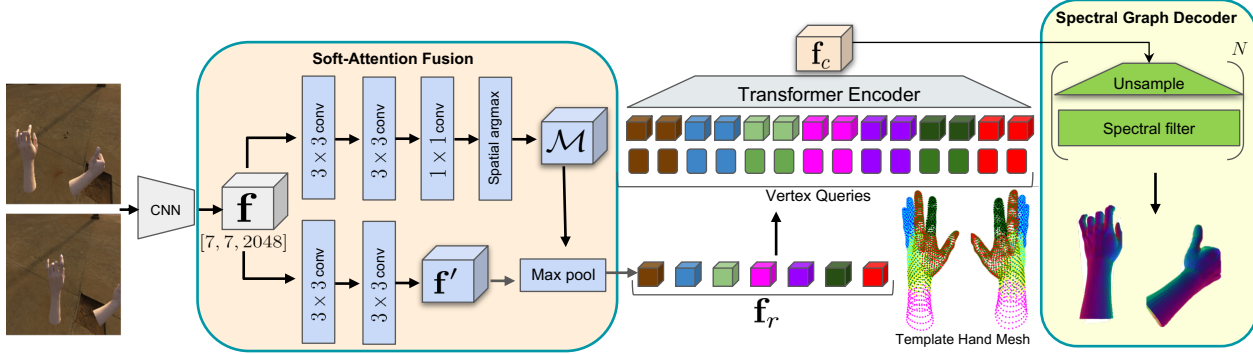 Soft-Attention Fusion
3 × 3 conv
3 × 3 conv
1 × 1 conv
Spatial argmax
M
CNN
f
[7, 7, 2048]
3 × 3 conv
3 × 3 conv
f′
Max pool
f_c
Transformer Encoder
Vertex Queries
f_r
Template Hand Mesh
Spectral Graph Decoder
N
Unsample
Spectral filter